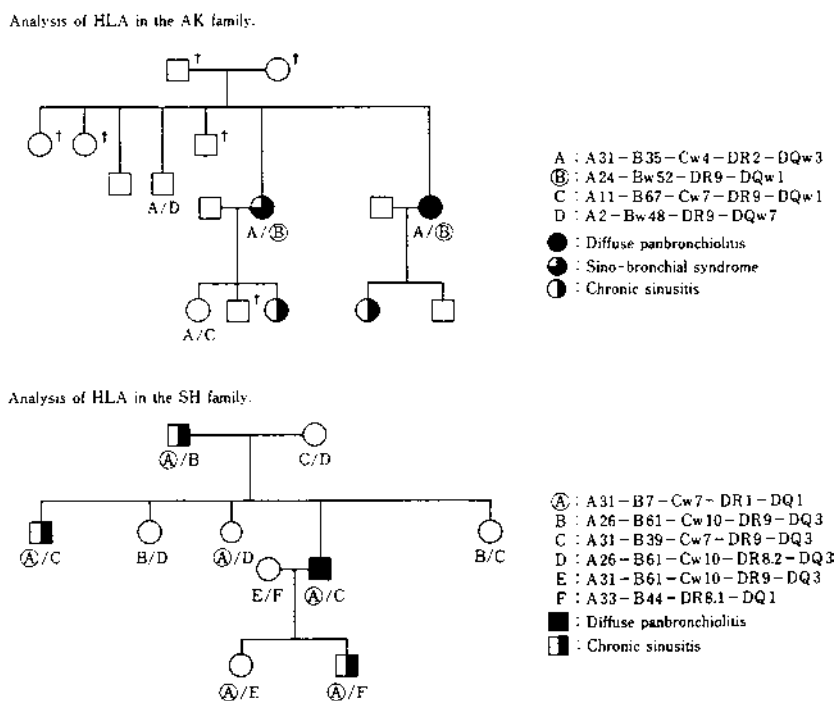 Analysis of HLA in the AK family.
† †
† † †
A/D
A/Ⓑ A/Ⓑ
†
A/C
A : A31-B35-Cw4-DR2-DQw3
Ⓑ : A24-Bw52-DR9-DQw1
C : A11-B67-Cw7-DR9-DQw1
D : A2-Bw48-DR9-DQw7
: Diffuse panbronchiolitis
: Sino-bronchial syndrome
: Chronic sinusitis
Analysis of HLA in the SH family.
Ⓐ/B C/D
Ⓐ/C B/D Ⓐ/D B/C
E/F Ⓐ/C
Ⓐ/E Ⓐ/F
Ⓐ : A31-B7-Cw7-DR1-DQ1
B : A26-B61-Cw10-DR9-DQ3
C : A31-B39-Cw7-DR9-DQ3
D : A26-B61-Cw10-DR8.2-DQ3
E : A31-B61-Cw10-DR9-DQ3
F : A33-B44-DR8.1-DQ1
: Diffuse panbronchiolitis
: Chronic sinusitis